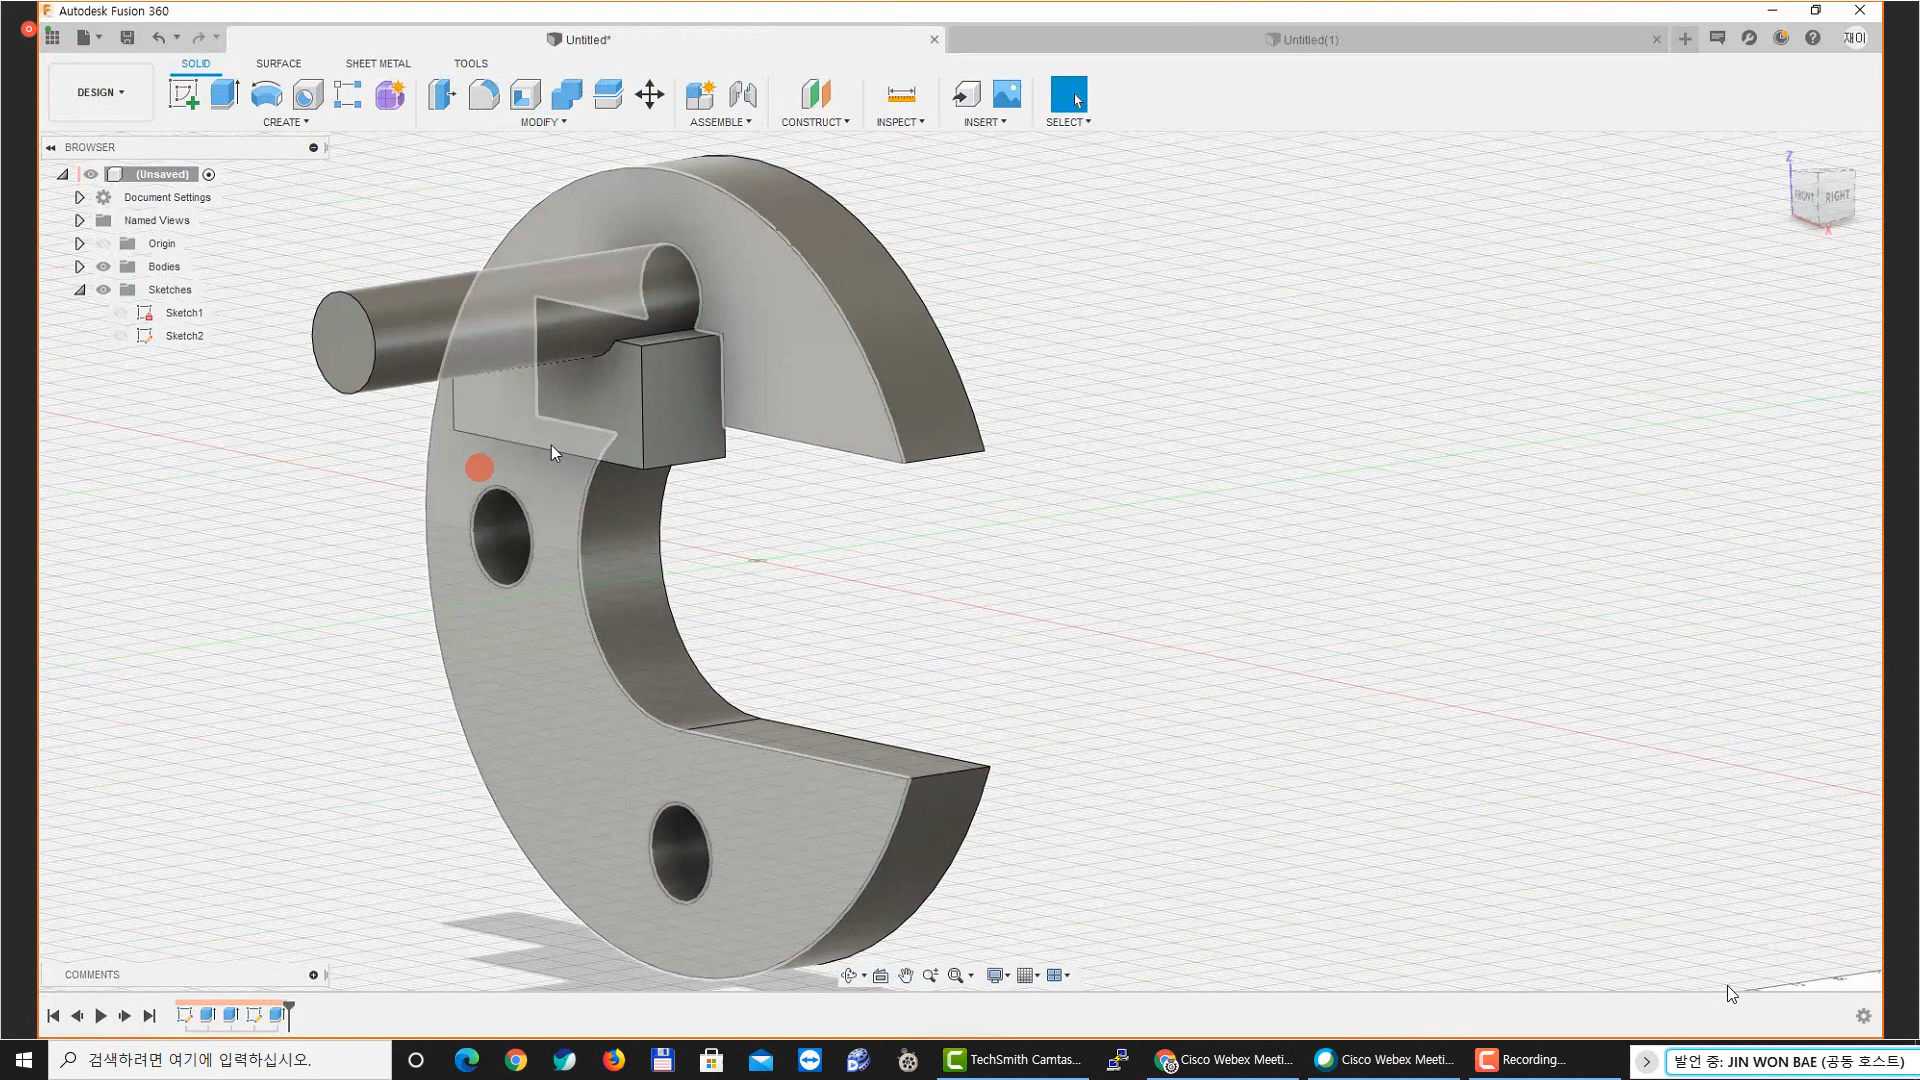 Autodesk Fusion 360
Untitled*
Untitled(1)
재이
DESIGN
SOLID
SURFACE
SHEET METAL
TOOLS
CREATE
MODIFY
ASSEMBLE
CONSTRUCT
INSPECT
INSERT
SELECT
BROWSER
(Unsaved)
Document Settings
Named Views
Origin
Bodies
Sketches
Sketch1
Sketch2
Z
FRONT
RIGHT
X
COMMENTS
검색하려면 여기에 입력하십시오.
TechSmith Camtas...
Cisco Webex Meeti...
Cisco Webex Meeti...
Recording...
발언 중: JIN WON BAE (공동 호스트)